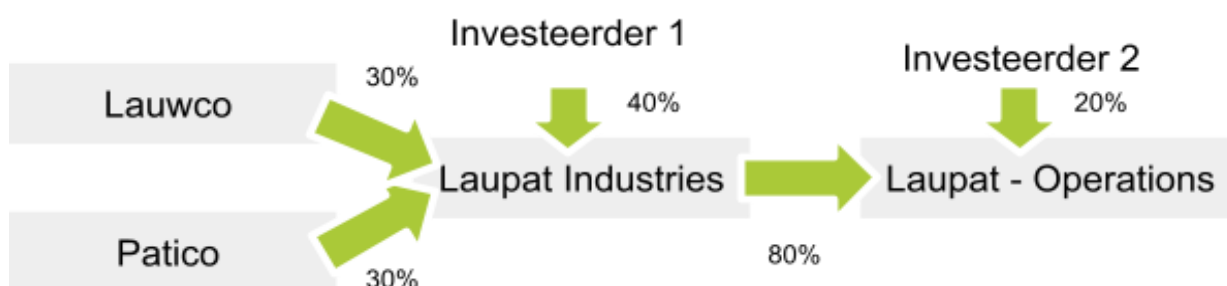 Investeerder 1
Investeerder 2
30%
Lauwco
40%
20%
Laupat Industries
Laupat - Operations
Patico
80%
30%